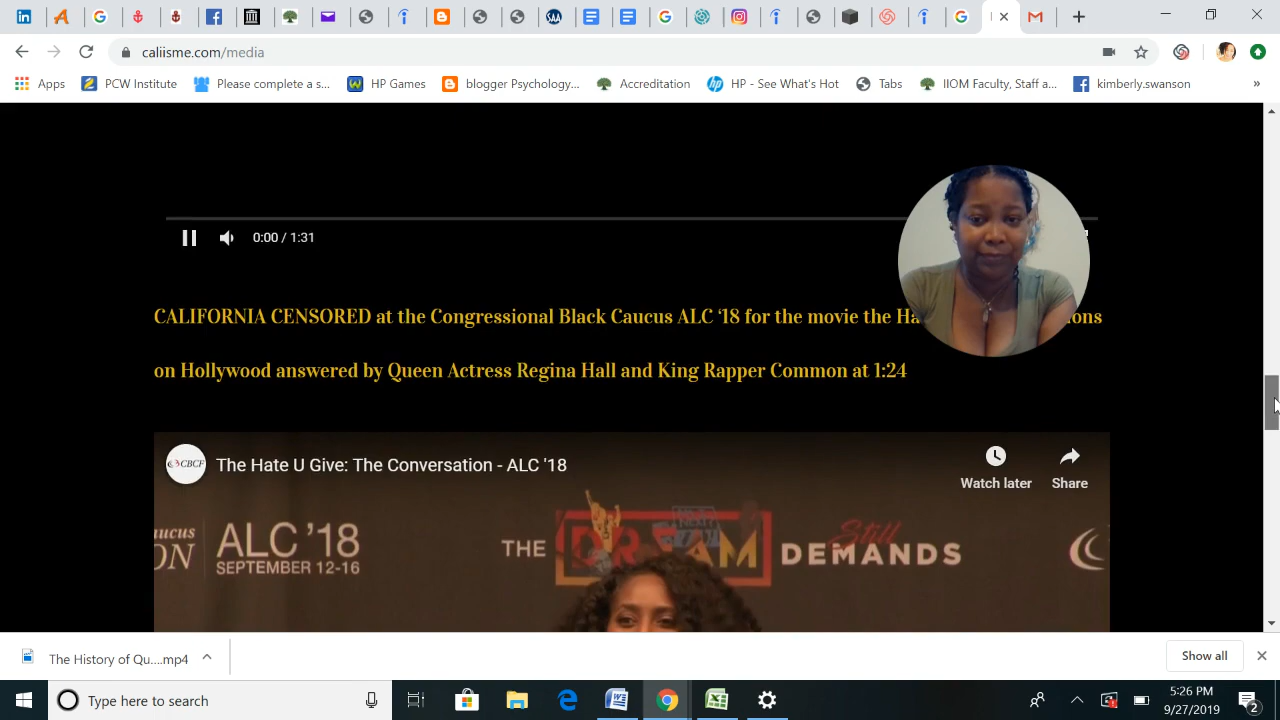 caliisme.com/media
Apps PCW Institute Please complete a s... HP Games blogger Psychology... Accreditation HP - See What's Hot Tabs IIOM Faculty, Staff a... kimberly.swanson »
0:00 / 1:31
CALIFORNIA CENSORED at the Congressional Black Caucus ALC ‘18 for the movie the
on Hollywood answered by Queen Actress Regina Hall and King Rapper Common at 1:24
CBCF The Hate U Give: The Conversation - ALC '18
Watch later Share
ALC '18
SEPTEMBER 12-16
THE DREAM Still DEMANDS
The History of Qu....mp4
Show all
Type here to search
5:26 PM
9/27/2019
2